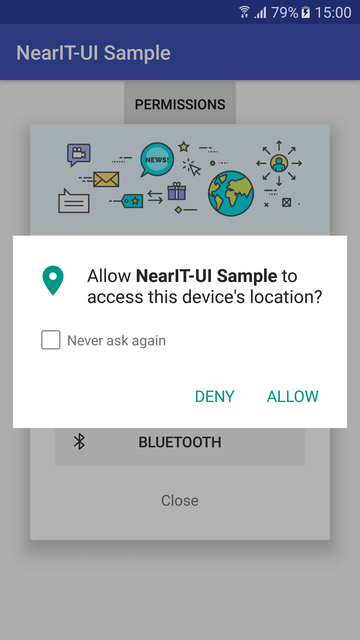 79% 15:00
NearIT-UI Sample
PERMISSIONS
NEWS!
Allow NearIT-UI Sample to
access this device's location?
Never ask again
DENY ALLOW
BLUETOOTH
Close